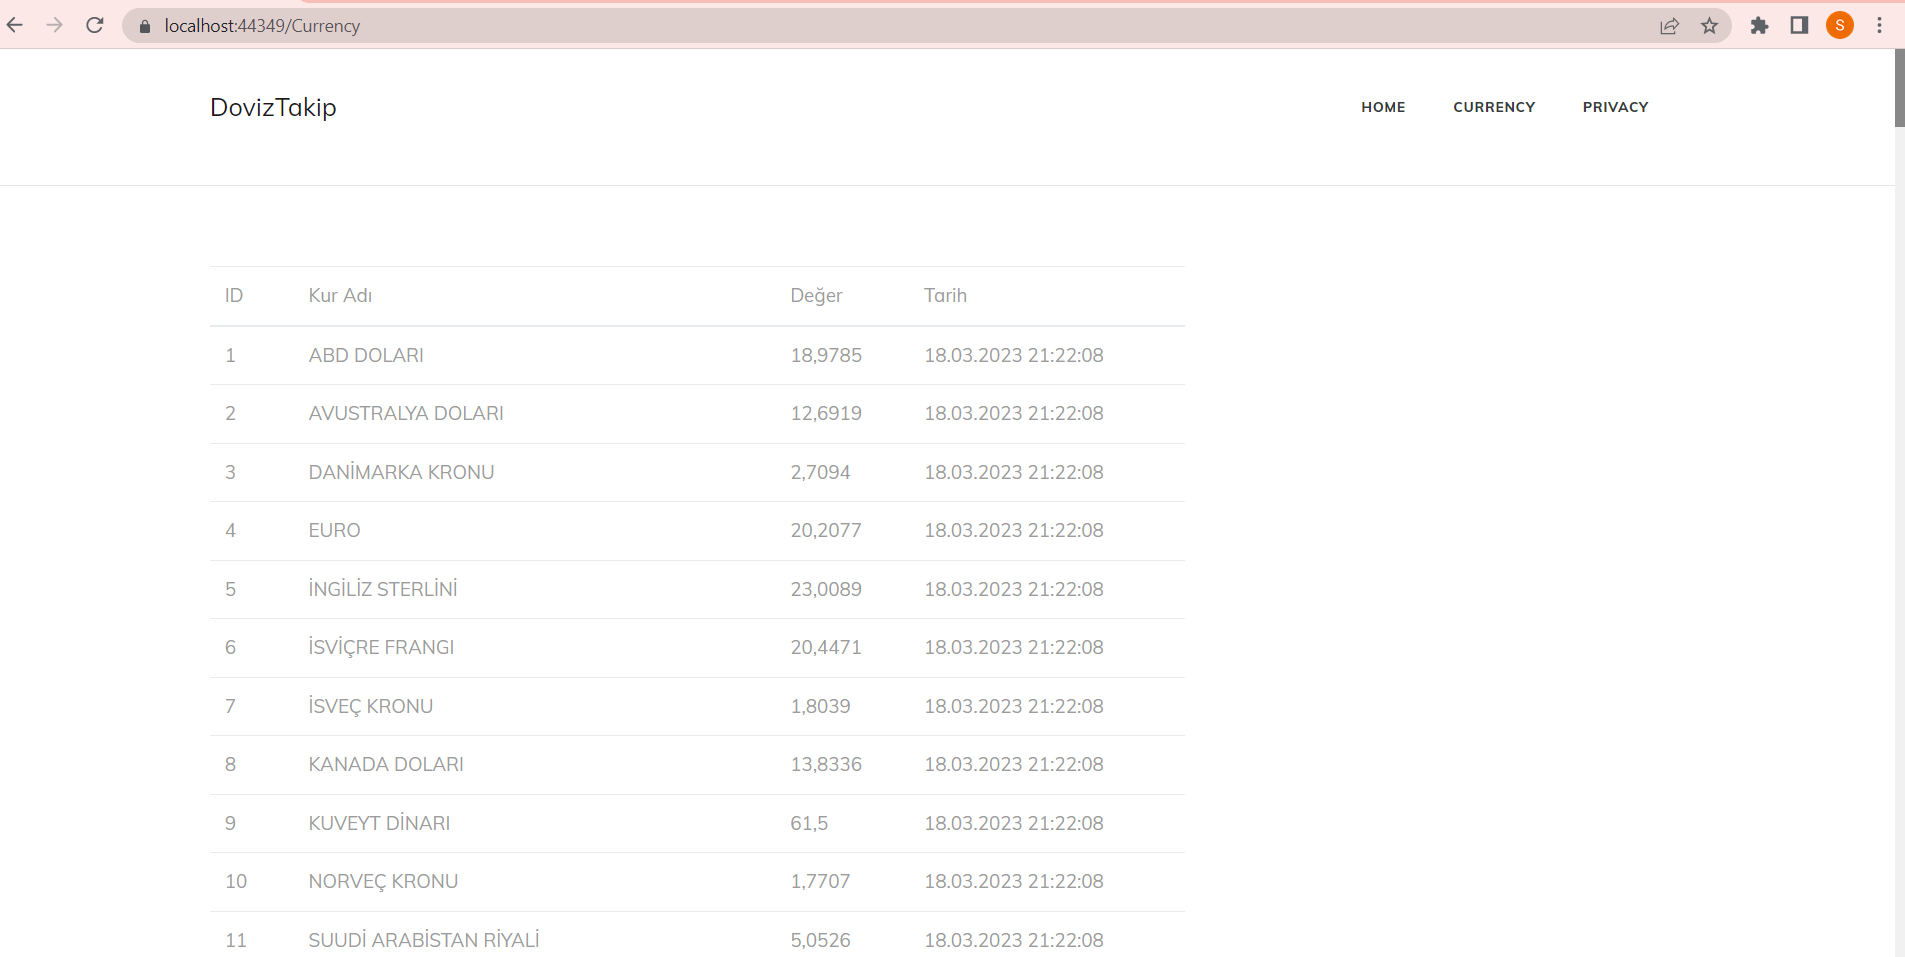 localhost:44349/Currency
S
DovizTakip HOME CURRENCY PRIVACY
ID Kur Adı Değer Tarih
1 ABD DOLARI 18,9785 18.03.2023 21:22:08
2 AVUSTRALYA DOLARI 12,6919 18.03.2023 21:22:08
3 DANİMARKA KRONU 2,7094 18.03.2023 21:22:08
4 EURO 20,2077 18.03.2023 21:22:08
5 İNGİLİZ STERLİNİ 23,0089 18.03.2023 21:22:08
6 İSVİÇRE FRANGI 20,4471 18.03.2023 21:22:08
7 İSVEÇ KRONU 1,8039 18.03.2023 21:22:08
8 KANADA DOLARI 13,8336 18.03.2023 21:22:08
9 KUVEYT DİNARI 61,5 18.03.2023 21:22:08
10 NORVEÇ KRONU 1,7707 18.03.2023 21:22:08
11 SUUDİ ARABİSTAN RİYALİ 5,0526 18.03.2023 21:22:08